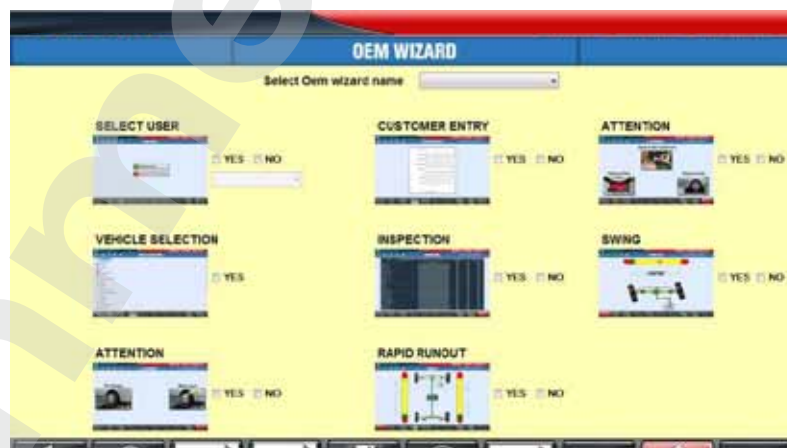 OEM WIZARD
Select Oem wizard name
SELECT USER
YES NO
CUSTOMER ENTRY
YES NO
ATTENTION
YES NO
VEHICLE SELECTION
YES
INSPECTION
YES NO
SWING
YES NO
ATTENTION
YES NO
RAPID RUNOUT
YES NO